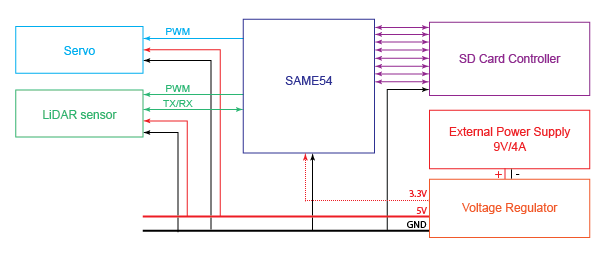 Servo
PWM
SAME54
SD Card Controller
LiDAR sensor
PWM
TX/RX
External Power Supply
9V/4A
+ -
3.3V
5V
GND
Voltage Regulator